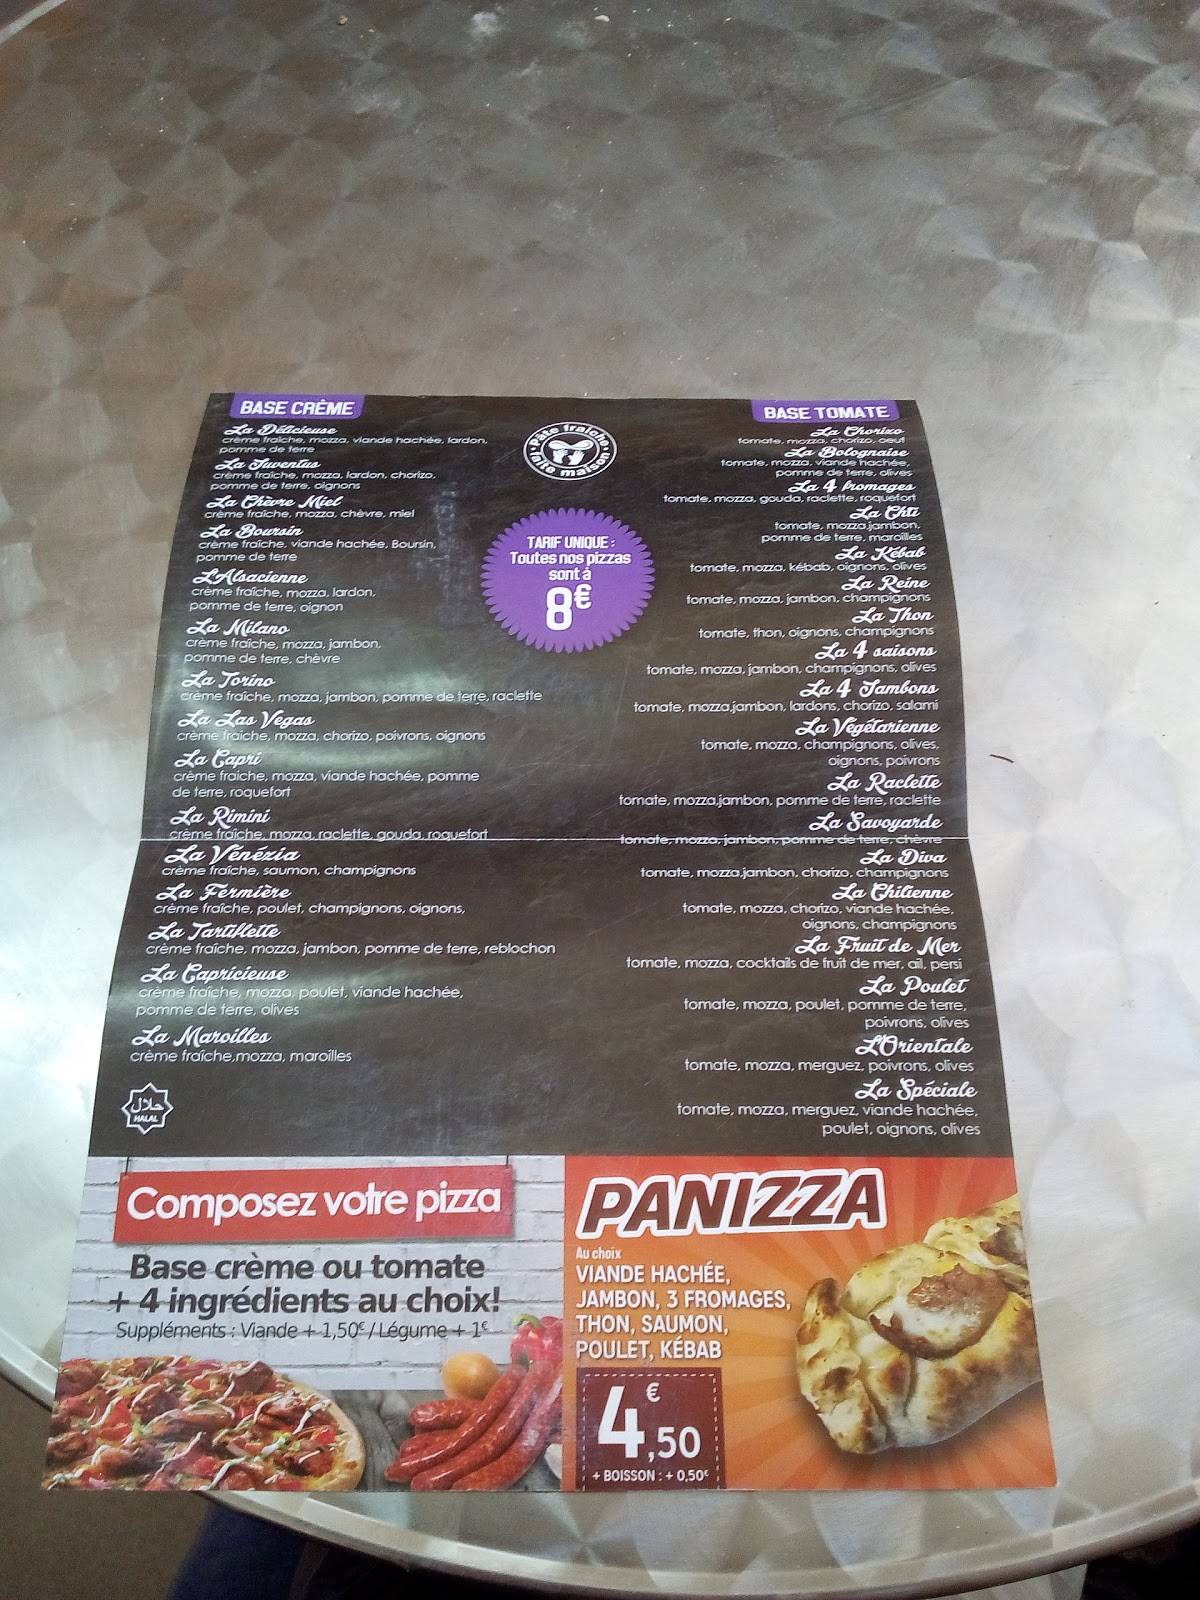 BASE CRÈME
La Délicieuse
crème fraîche, mozza, viande hachée, lardon,
pomme de terre
La Juventus
crème fraîche, mozza, lardon, chorizo,
pomme de terre, oignons
La Chèvre Miel
crème fraîche, mozza, chèvre, miel
La Boursin
crème fraîche, viande hachée, Boursin,
pomme de terre
L'Alsacienne
crème fraîche, mozza, lardon,
pomme de terre, oignon
La Milano
crème fraîche, mozza, jambon,
pomme de terre, chèvre
La Torino
crème fraîche, mozza, jambon, pomme de terre, raclette
La Las Vegas
crème fraîche, mozza, chorizo, poivrons, oignons
La Capri
crème fraiche, mozza, viande hachée, pomme
de terre, roquefort
La Rimini
crème fraîche, mozza, raclette, gouda, roquefort
La Vénézia
crème fraîche, saumon, champignons
La Fermière
crème fraîche, poulet, champignons, oignons,
La Tartiflette
crème fraîche, mozza, jambon, pomme de terre, reblochon
La Capricieuse
crème fraîche, mozza, poulet, viande hachée,
pomme de terre, olives
La Maroilles
crème fraîche,mozza, maroilles
حلال
HALAL
Pâte fraîche
faite maison
TARIF UNIQUE :
Toutes nos pizzas
sont à
8€
BASE TOMATE
La Chorizo
tomate, mozza, chorizo, oeuf
La Bolognaise
tomate, mozza, viande hachée,
pomme de terre, olives
La 4 fromages
tomate, mozza, gouda, raclette, roquefort
La Chti
tomate, mozza,jambon,
pomme de terre, maroilles
La Kébab
tomate, mozza, kébab, oignons, olives
La Reine
tomate, mozza, jambon, champignons
La Thon
tomate, thon, oignons, champignons
La 4 saisons
tomate, mozza, jambon, champignons, olives
La 4 Jambons
tomate, mozza,jambon, lardons, chorizo, salami
La Végétarienne
tomate, mozza, champignons, olives,
oignons, poivrons
La Raclette
tomate, mozza,jambon, pomme de terre, raclette
La Savoyarde
tomate, mozza, jambon, pomme de terre, chèvre
La Diva
tomate, mozza,jambon, chorizo, champignons
La Chilienne
tomate, mozza, chorizo, viande hachée,
oignons, champignons
La Fruit de Mer
tomate, mozza, cocktails de fruit de mer, ail, persi
La Poulet
tomate, mozza, poulet, pomme de terre,
poivrons, olives
L'Orientale
tomate, mozza, merguez, poivrons, olives
La Spéciale
tomate, mozza, merguez, viande hachée,
poulet, oignons, olives
Composez votre pizza
Base crème ou tomate
+ 4 ingrédients au choix!
Suppléments : Viande + 1,50€ / Légume + 1€
PANIZZA
Au choix
VIANDE HACHÉE,
JAMBON, 3 FROMAGES,
THON, SAUMON,
POULET, KÉBAB
4€,50
+ BOISSON : + 0,50€